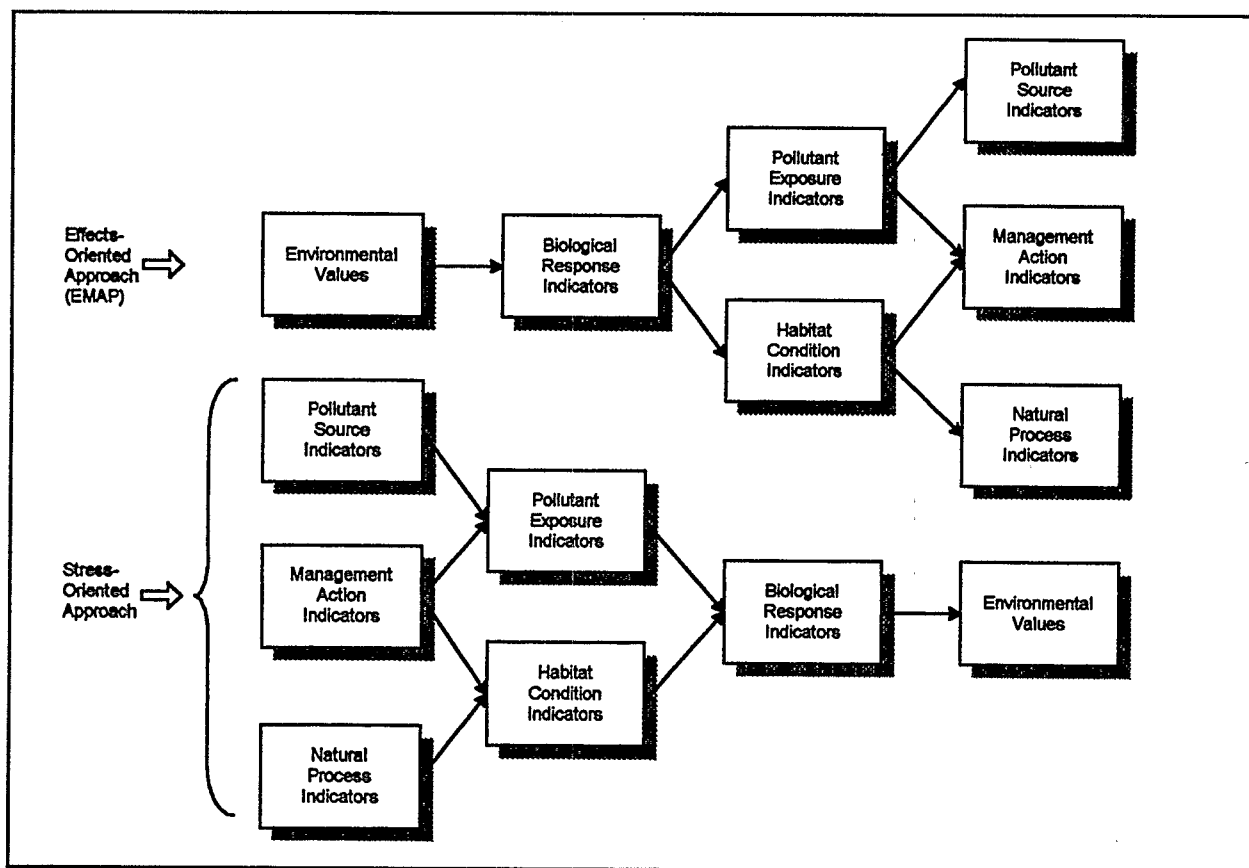 Effects-
Oriented
Approach
(EMAP)
Environmental
Values
Biological
Response
Indicators
Pollutant
Exposure
Indicators
Habitat
Condition
Indicators
Pollutant
Source
Indicators
Management
Action
Indicators
Natural
Process
Indicators
Stress-
Oriented
Approach
Pollutant
Source
Indicators
Management
Action
Indicators
Natural
Process
Indicators
Pollutant
Exposure
Indicators
Habitat
Condition
Indicators
Biological
Response
Indicators
Environmental
Values